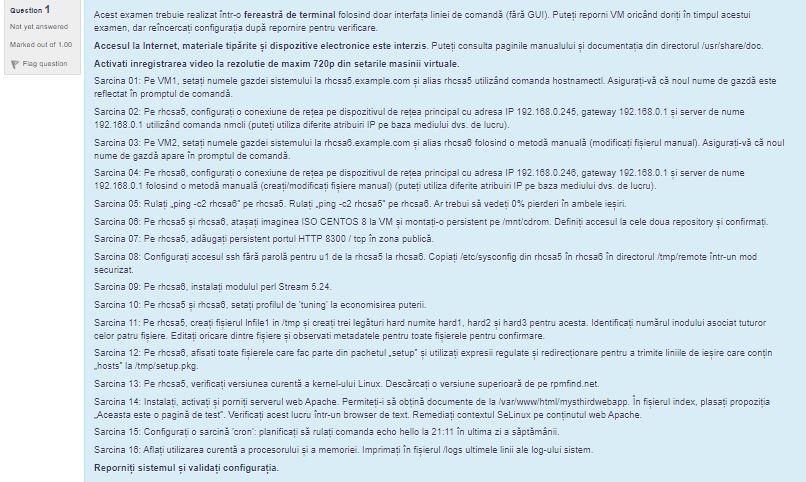 Question 1
Not yet answered
Marked out of 1.00
Flag question
Acest examen trebuie realizat într-o fereastră de terminal folosind doar interfața liniei de comandă (fără GUI). Puteți reporni VM oricând doriți în timpul acestui
examen, dar reîncercați configurația după repornire pentru verificare.
Accesul la Internet, materiale tipărite și dispozitive electronice este interzis. Puteți consulta paginile manualului și documentația din directorul /usr/share/doc.
Activati inregistrarea video la rezolutie de maxim 720p din setarile masinii virtuale.
Sarcina 01: Pe VM1, setați numele gazdei sistemului la rhcsa5.example.com și alias rhcsa5 utilizând comanda hostnamectl. Asigurați-vă că noul nume de gazdă este
reflectat în promptul de comandă.
Sarcina 02: Pe rhcsa5, configurați o conexiune de rețea pe dispozitivul de rețea principal cu adresa IP 192.168.0.245, gateway 192.168.0.1 și server de nume
192.168.0.1 utilizând comanda nmcli (puteți utiliza diferite atribuiri IP pe baza mediului dvs. de lucru).
Sarcina 03: Pe VM2, setați numele gazdei sistemului la rhcsa6.example.com și alias rhcsa6 folosind o metodă manuală (modificați fișierul manual). Asigurați-vă că noul
nume de gazdă apare în promptul de comandă.
Sarcina 04: Pe rhcsa6, configurați o conexiune de rețea pe dispozitivul de rețea principal cu adresa IP 192.168.0.246, gateway 192.168.0.1 și server de nume
192.168.0.1 folosind o metodă manuală (creați/modificați fișiere manual) (puteți utiliza diferite atribuiri IP pe baza mediului dvs. de lucru).
Sarcina 05: Rulați „ping -c2 rhcsa6” pe rhcsa5. Rulați „ping -c2 rhcsa5” pe rhcsa6. Ar trebui să vedeți 0% pierderi în ambele ieșiri.
Sarcina 06: Pe rhcsa5 și rhcsa6, atașați imaginea ISO CENTOS 8 la VM și montați-o persistent pe /mnt/cdrom. Definiți accesul la cele doua repository și confirmați.
Sarcina 07: Pe rhcsa5, adăugați persistent portul HTTP 8300 / tcp în zona publică.
Sarcina 08: Configurați accesul ssh fără parolă pentru u1 de la rhcsa5 la rhcsa6. Copiați /etc/sysconfig din rhcsa5 în rhcsa6 în directorul /tmp/remote într-un mod
securizat.
Sarcina 09: Pe rhcsa6, instalați modulul perl Stream 5.24.
Sarcina 10: Pe rhcsa5 și rhcsa6, setați profilul de 'tuning' la economisirea puterii.
Sarcina 11: Pe rhcsa5, creați fișierul lnfile1 in /tmp și creați trei legături hard numite hard1, hard2 și hard3 pentru acesta. Identificați numărul inodului asociat tuturor
celor patru fișiere. Editați oricare dintre fișiere și observati metadatele pentru toate fișierele pentru confirmare.
Sarcina 12: Pe rhcsa6, afisati toate fișierele care fac parte din pachetul „setup” și utilizați expresii regulate și redirecționare pentru a trimite liniile de ieșire care conțin
„hosts” la /tmp/setup.pkg.
Sarcina 13: Pe rhcsa5, verificați versiunea curentă a kernel-ului Linux. Descărcați o versiune superioară de pe rpmfind.net.
Sarcina 14: Instalați, activați și porniți serverul web Apache. Permiteți-i să obțină documente de la /var/www/html/mysthirdwebapp. În fișierul index, plasați propoziția
„Aceasta este o pagină de test”. Verificați acest lucru într-un browser de text. Remediați contextul SeLinux pe conținutul web Apache.
Sarcina 15: Configurați o sarcină 'cron': planificați să rulați comanda echo hello la 21:11 în ultima zi a săptămânii.
Sarcina 16: Aflați utilizarea curentă a procesorului și a memoriei. Imprimați în fișierul /logs ultimele linii ale log-ului sistem.
Reporniți sistemul și validați configurația.